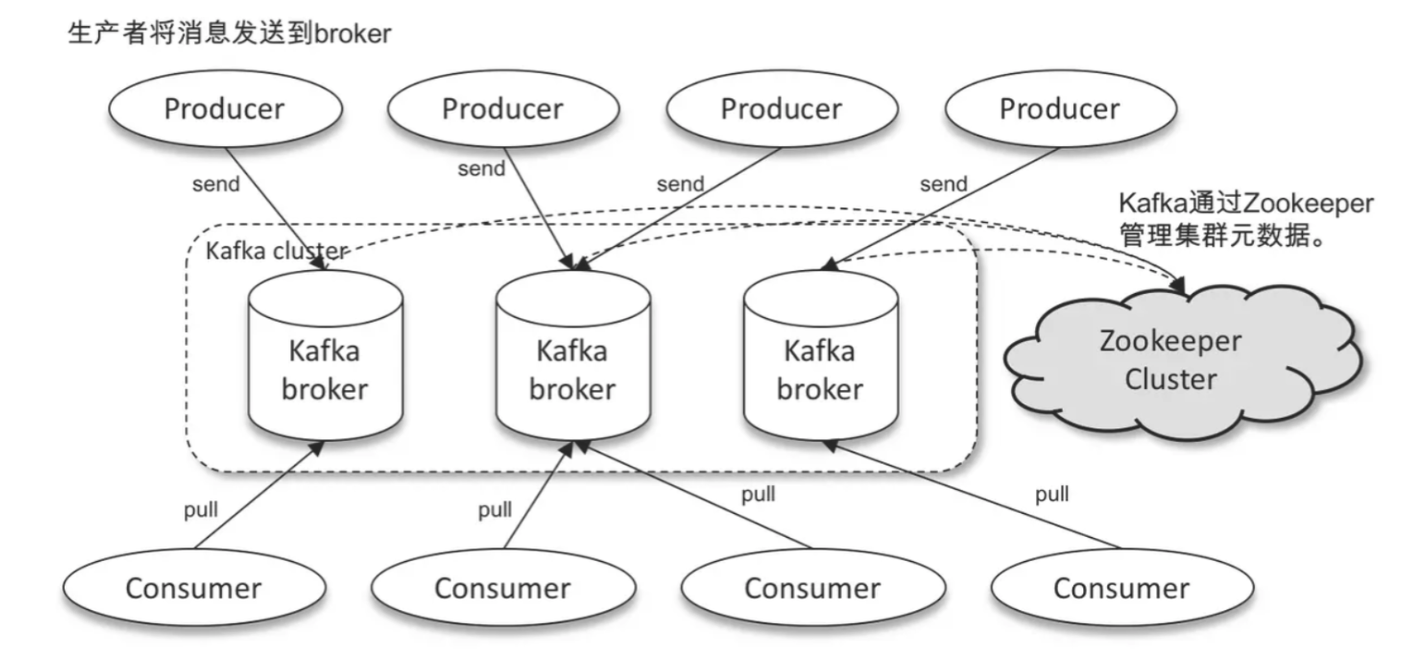 生产者将消息发送到broker
Producer
Producer
Producer
Producer
send
send
send
send
Kafka通过Zookeeper
管理集群元数据。
Kafka cluster
Kafka
broker
Kafka
broker
Kafka
broker
Zookeeper
Cluster
pull
pull
pull
pull
Consumer
Consumer
Consumer
Consumer